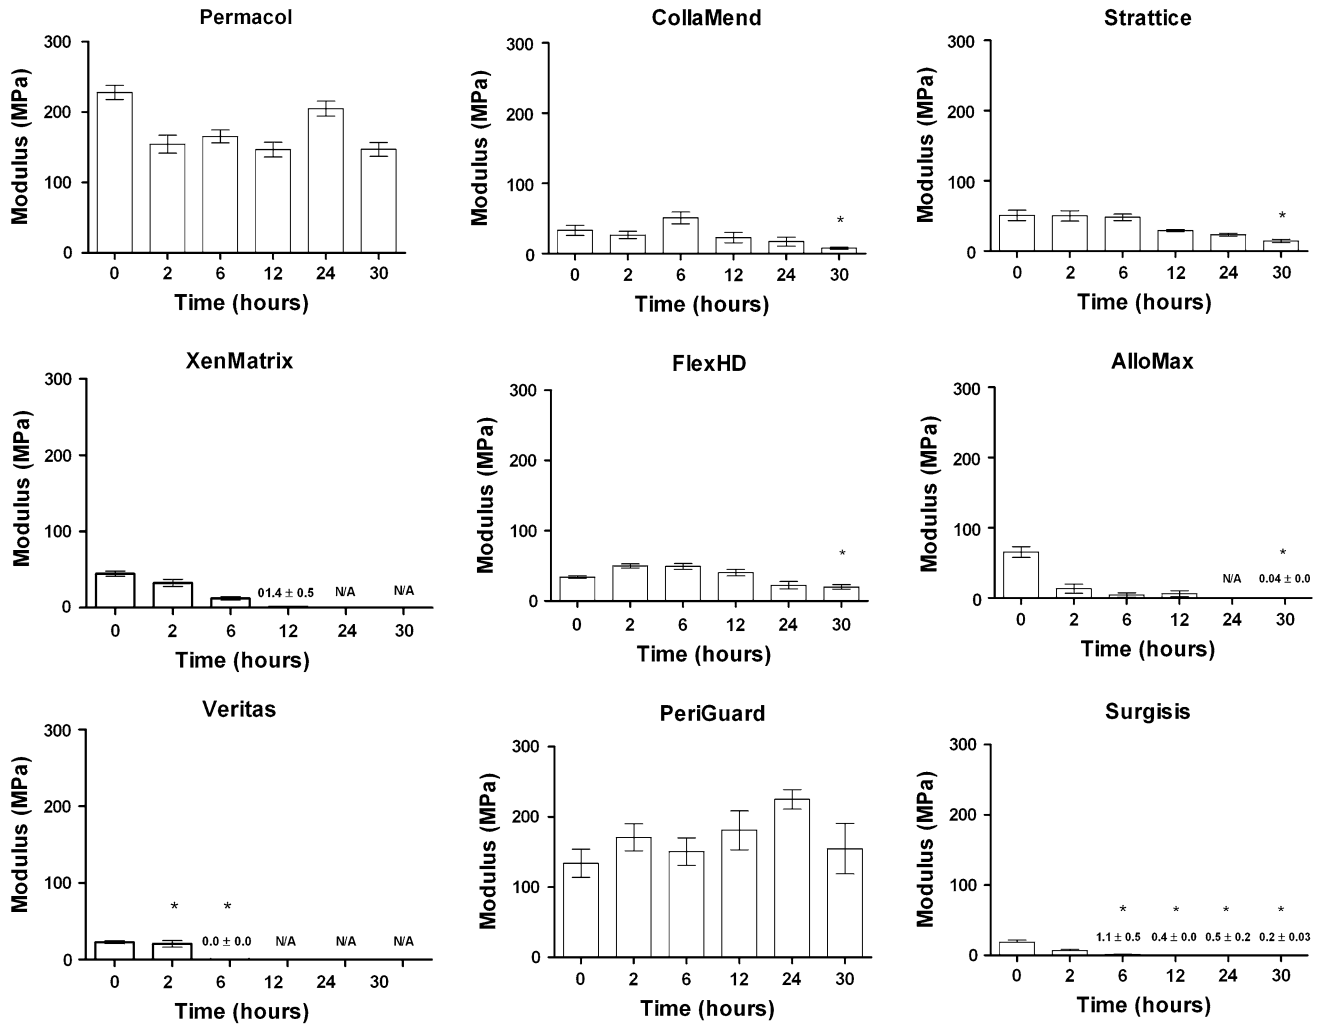 Permacol
Modulus (MPa)
300
200
100
0
0 2 6 12 24 30
Time (hours)
CollaMend
Modulus (MPa)
300
200
100
0
*
0 2 6 12 24 30
Time (hours)
Strattice
Modulus (MPa)
300
200
100
0
*
0 2 6 12 24 30
Time (hours)
XenMatrix
Modulus (MPa)
300
200
100
0
01.4 ± 0.5 N/A N/A
0 2 6 12 24 30
Time (hours)
FlexHD
Modulus (MPa)
300
200
100
0
*
0 2 6 12 24 30
Time (hours)
AlloMax
Modulus (MPa)
300
200
100
0
*
N/A 0.04 ± 0.0
0 2 6 12 24 30
Time (hours)
Veritas
Modulus (MPa)
300
200
100
0
* *
0.0 ± 0.0 N/A N/A N/A
0 2 6 12 24 30
Time (hours)
PeriGuard
Modulus (MPa)
300
200
100
0
0 2 6 12 24 30
Time (hours)
Surgisis
Modulus (MPa)
300
200
100
0
* * * *
1.1 ± 0.5 0.4 ± 0.0 0.5 ± 0.2 0.2 ± 0.03
0 2 6 12 24 30
Time (hours)